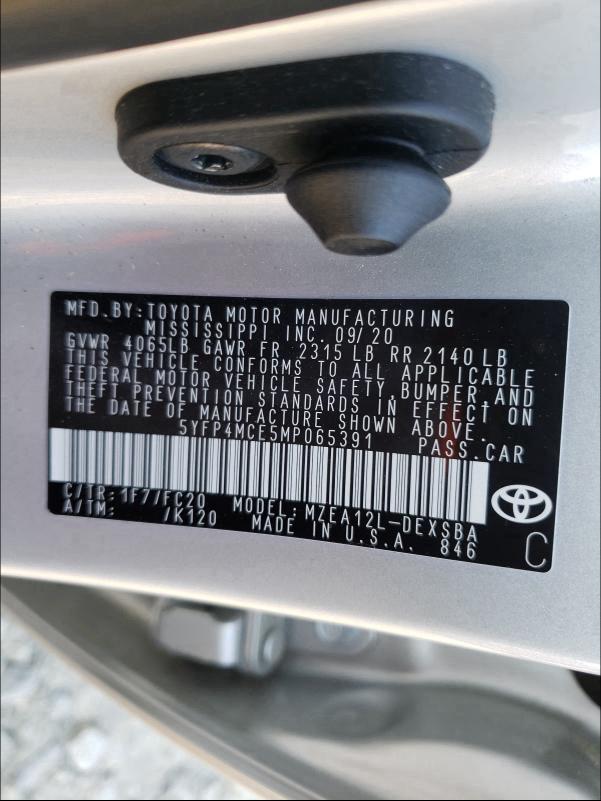 MFD.BY:TOYOTA MOTOR MANUFACTURING
MISSISSIPPI INC. 09/20
GVWR 4065LB GAWR FR 2315 LB RR 2140 LB
THIS VEHICLE CONFORMS TO ALL APPLICABLE
FEDERAL MOTOR VEHICLE SAFETY, BUMPER,AND
THEFT PREVENTION STANDARDS IN EFFECT ON
THE DATE OF MANUFACTURE SHOWN ABOVE.
5YFP4MCE5MP065391 PASS.CAR
C/TR: 1F7/FC20 MODEL: MZEA12L-DEXSBA
A/TM: /K120 MADE IN U.S.A. 846
C